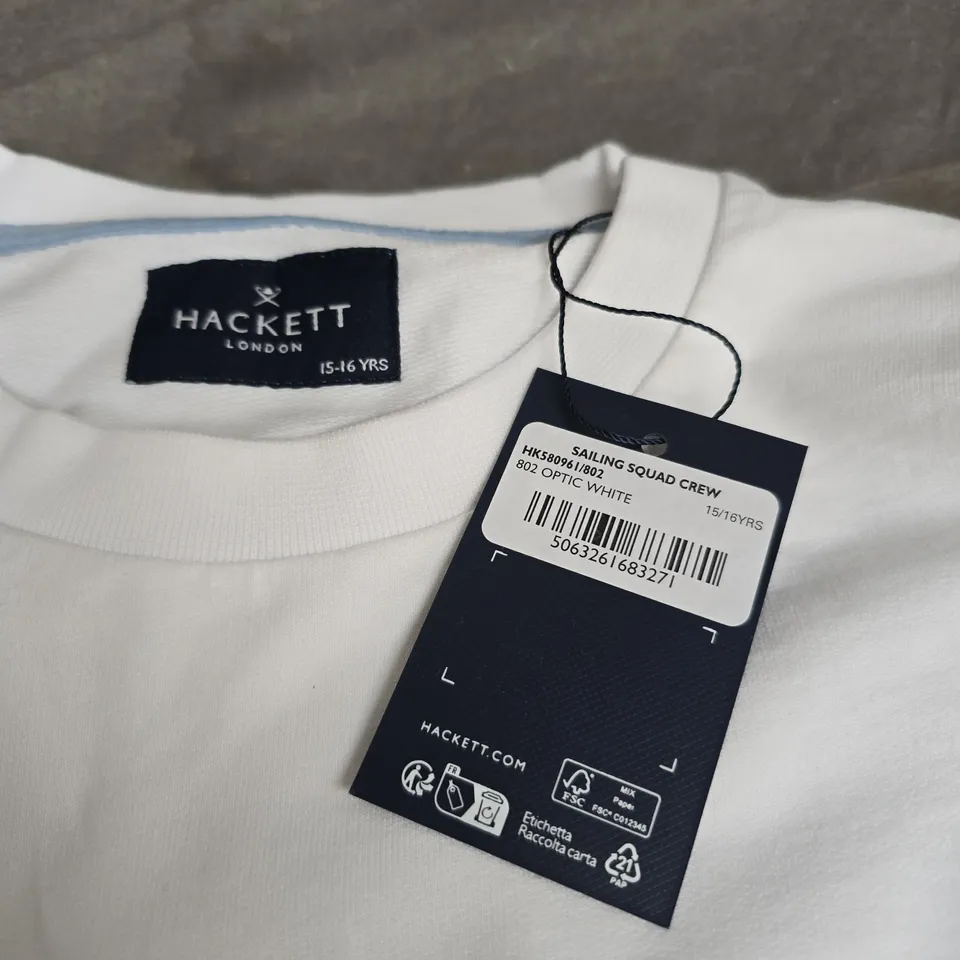 HACKETT
LONDON
15-16 YRS
SAILING SQUAD CREW
HK580961/802
802 OPTIC WHITE
15/16YRS
5063261683271
HACKETT.COM
FR
FSC
MIX
Paper
FSC® C012345
Etichetta
Raccolta carta
21
PAP